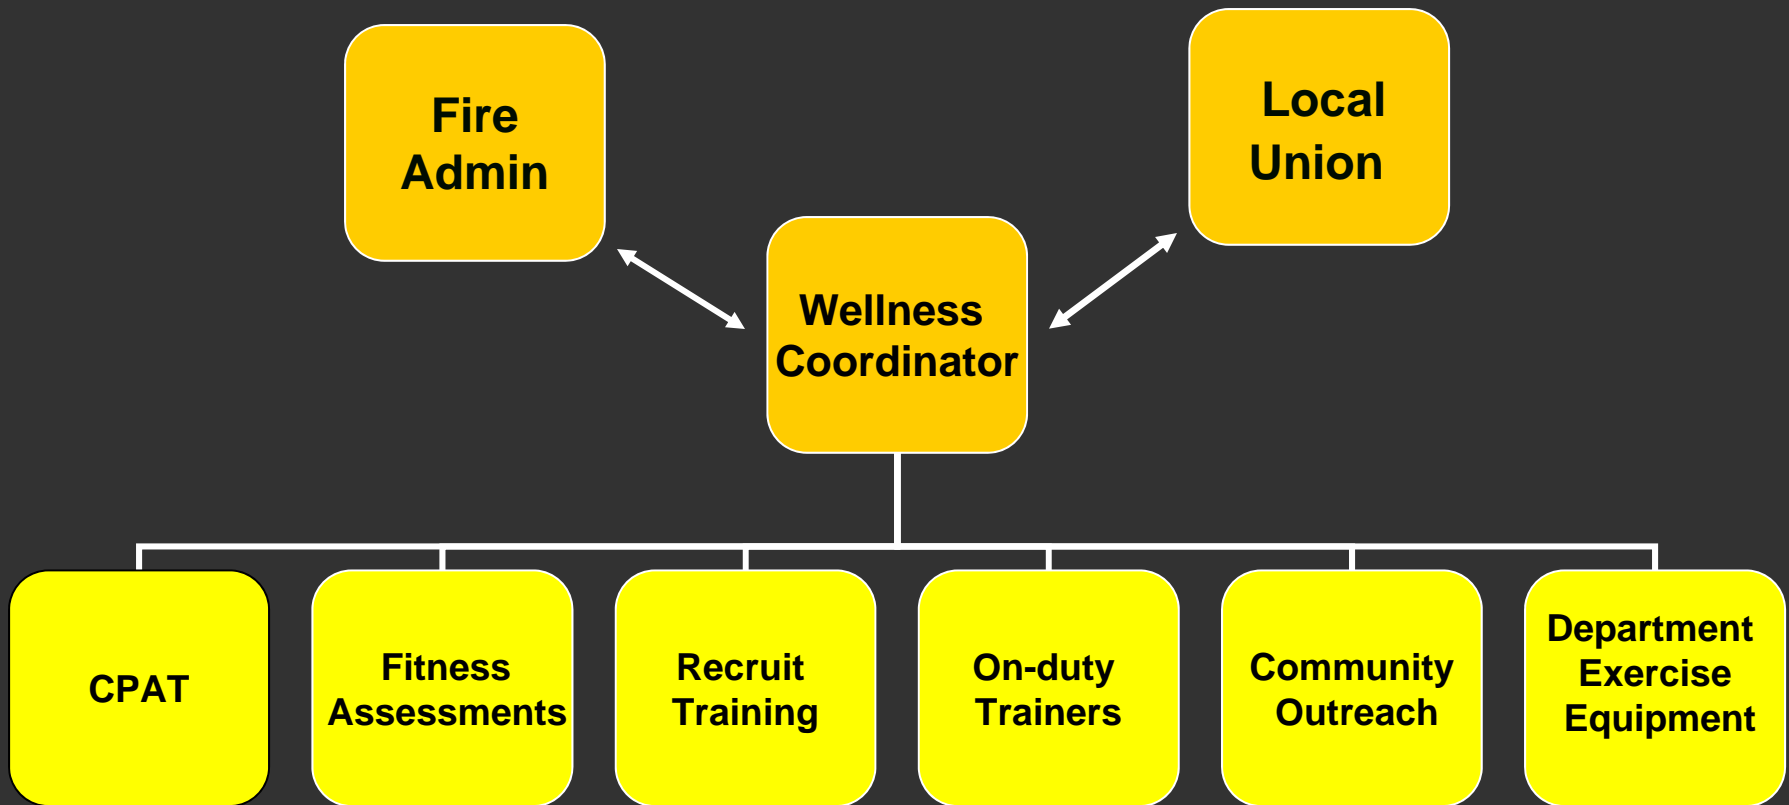 Fire
Admin
Local
Union
Wellness
Coordinator
CPAT
Fitness
Assessments
Recruit
Training
On-duty
Trainers
Community
Outreach
Department
Exercise
Equipment